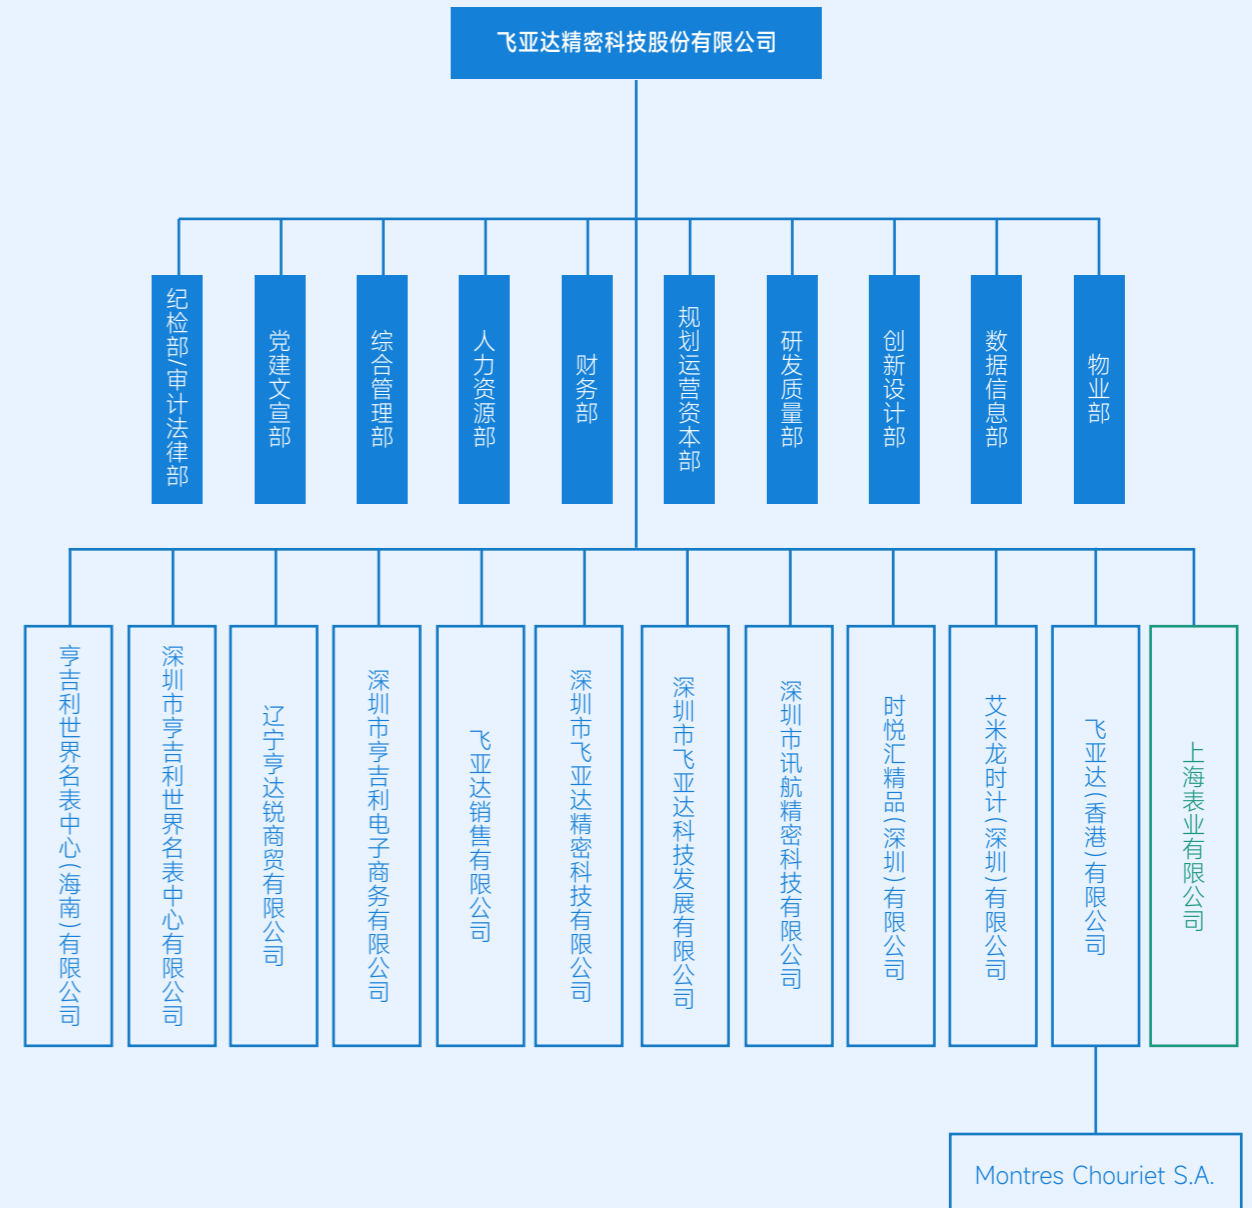 飞亚达精密科技股份有限公司
纪检部/审计法律部
党建文宣部
综合管理部
人力资源部
财务部
规划运营资本部
研发质量部
创新设计部
数据信息部
物业部
亨吉利世界名表中心(海南)有限公司
深圳市亨吉利世界名表中心有限公司
辽宁亨达锐商贸有限公司
深圳市亨吉利电子商务有限公司
飞亚达销售有限公司
深圳市飞亚达精密科技有限公司
深圳市飞亚达科技发展有限公司
深圳市讯航精密科技有限公司
时悦汇精品(深圳)有限公司
艾米龙时计(深圳)有限公司
飞亚达(香港)有限公司
上海表业有限公司
Montres Chouriet S.A.